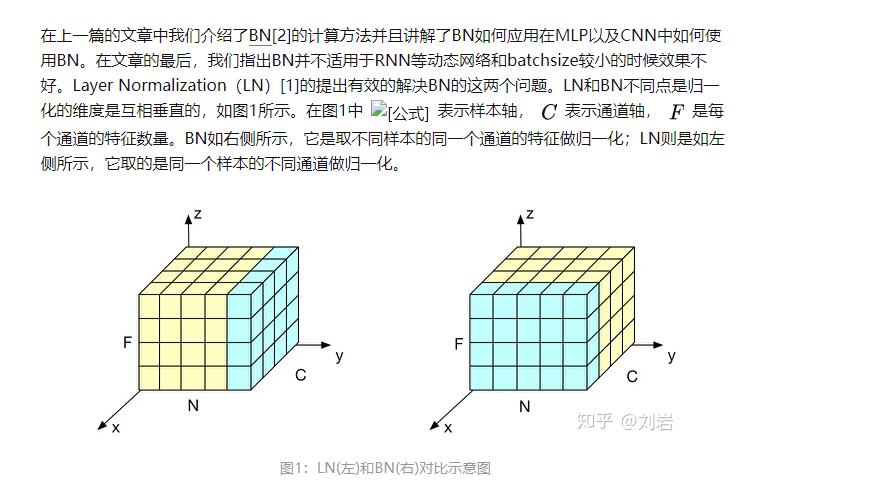 在上一篇的文章中我们介绍了BN[2]的计算方法并且讲解了BN如何应用在MLP以及CNN中如何使
用BN。在文章的最后，我们指出BN并不适用于RNN等动态网络和batchsize较小的时候效果不
好。Layer Normalization（LN）[1]的提出有效的解决BN的这两个问题。LN和BN不同点是归一
化的维度是互相垂直的，如图1所示。在图1中 [公式] 表示样本轴， C 表示通道轴， F 是每
个通道的特征数量。BN如右侧所示，它是取不同样本的同一个通道的特征做归一化；LN则是如左
侧所示，它取的是同一个样本的不同通道做归一化。
z
F
y
C
N
x
z
F
y
C
N
x
知乎 @刘岩
图1：LN(左)和BN(右)对比示意图